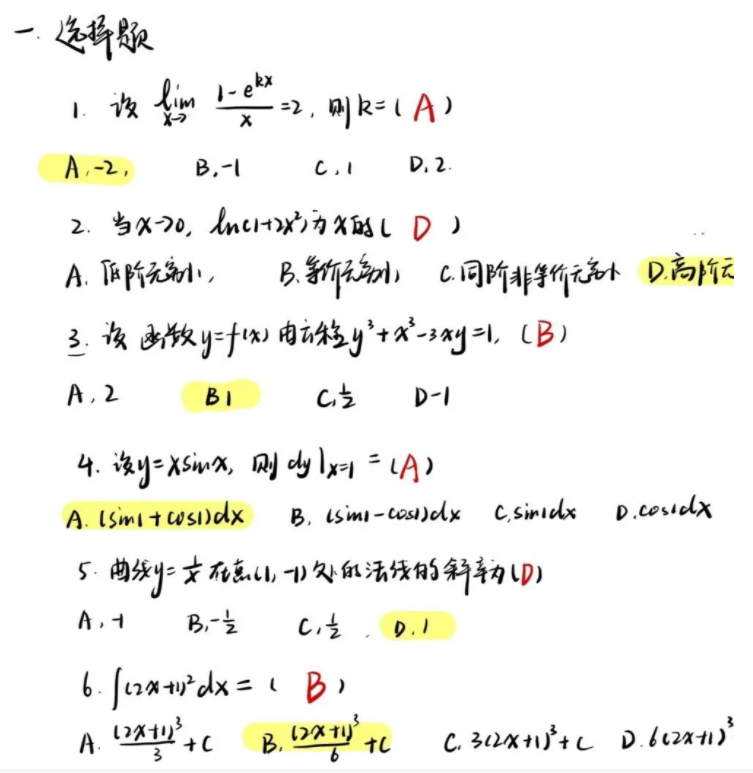 一. 选择题
1. 设 lim x→0 (1-e^{kx})/x =2, 则k=( A )
A. -2, B. -1 C. 1 D. 2.
2. 当x→0, ln(1+2x²)为x的( D )
A. 低阶无穷小, B. 等价无穷小 C. 同阶非等价无穷小 D. 高阶无
3. 设 函数y=f(x) 由方程y³+x³-3xy=1, (B)
A. 2 B 1 C. 1/2 D -1
4. 设y=xsinx, 则 dy|x=1 = (A)
A. (sin1+cos1)dx B. (sin1-cos1)dx C. sin1dx D. cos1dx
5. 曲线y=1/x 在点(1, -1)处的法线的斜率为(D)
A. -1 B. -1/2 C. 1/2 . D. 1
6. ∫(2x+1)²dx = ( B )
A. (2x+1)³/3 +C B. (2x+1)³/6 +C C. 3(2x+1)³+C D. 6(2x+1)³